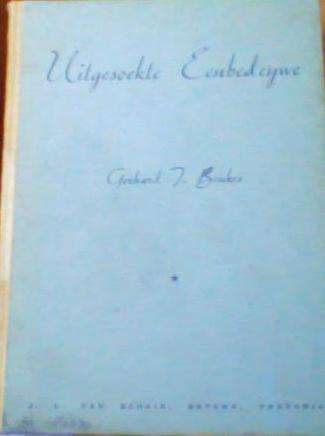 Uitgesoekte Eenbedrywe
Gerhard J. Beukes
J. L. VAN SCHAIK, BEPERK, PRETORIA